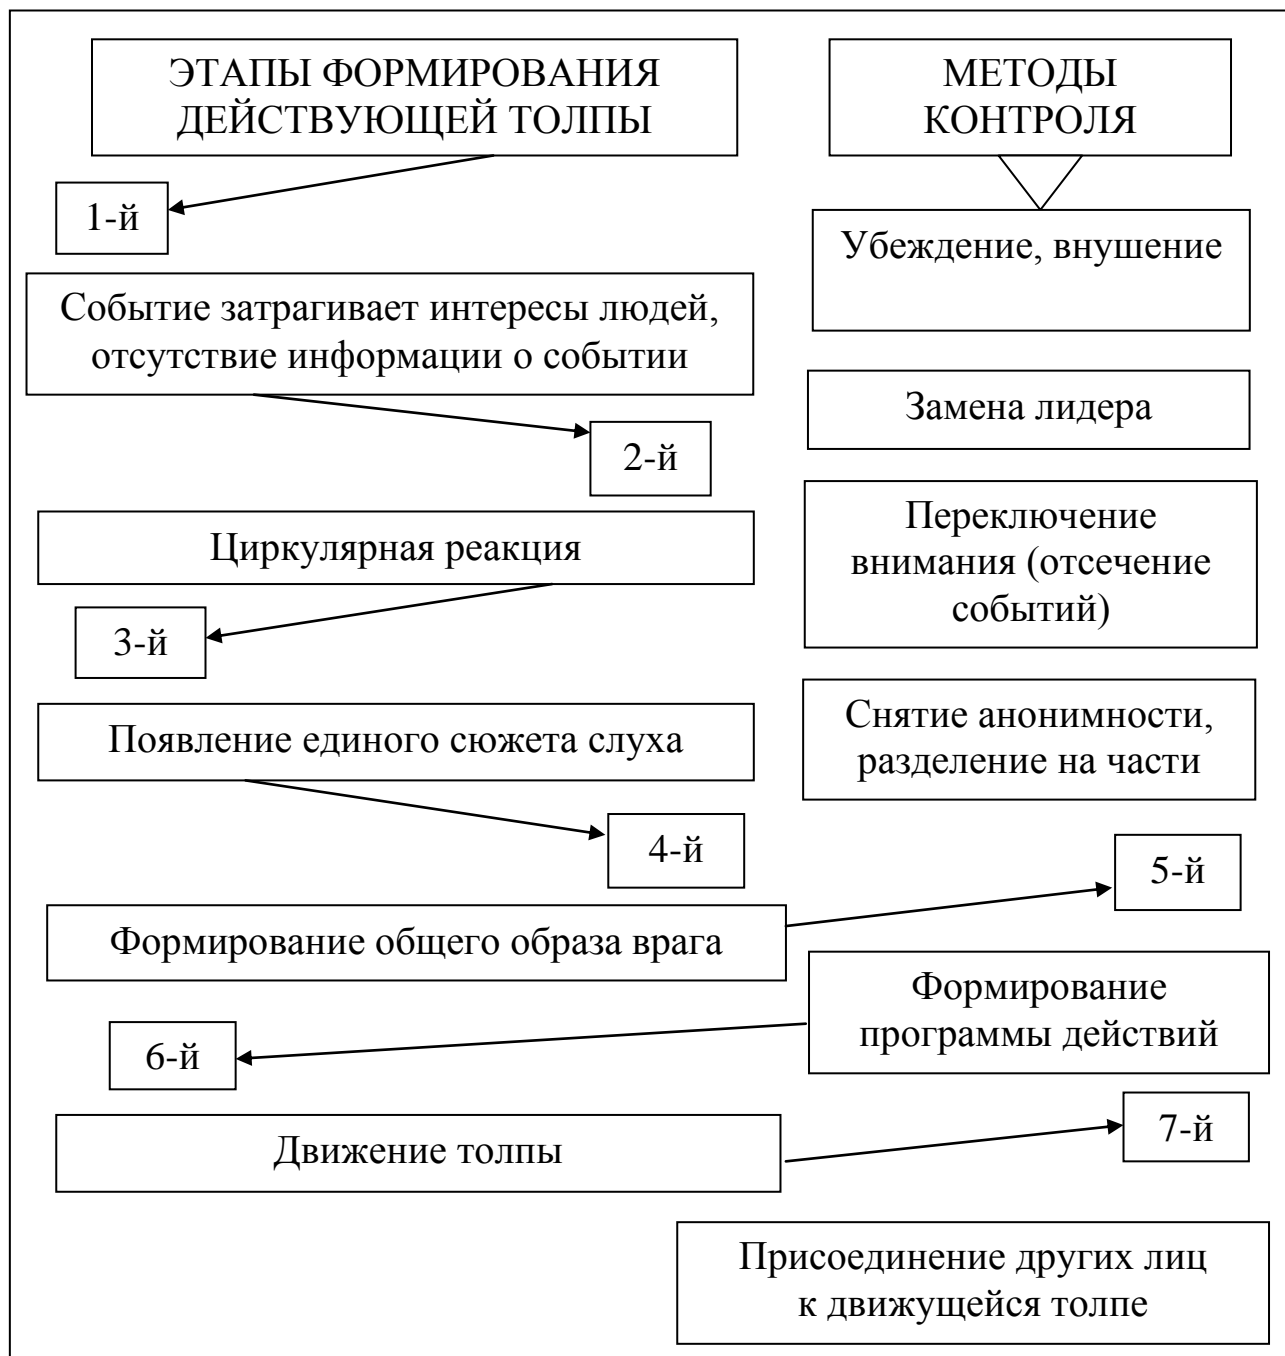 ЭТАПЫ ФОРМИРОВАНИЯ
ДЕЙСТВУЮЩЕЙ ТОЛПЫ
1-й
Событие затрагивает интересы людей,
отсутствие информации о событии
2-й
Циркулярная реакция
3-й
Появление единого сюжета слуха
4-й
Формирование общего образа врага
МЕТОДЫ
КОНТРОЛЯ
Убеждение, внушение
Замена лидера
Переключение
внимания (отсечение
событий)
Снятие анонимности,
разделение на части
5-й
Формирование
программы действий
6-й
Движение толпы
7-й
Присоединение других лиц
к движущейся толпе